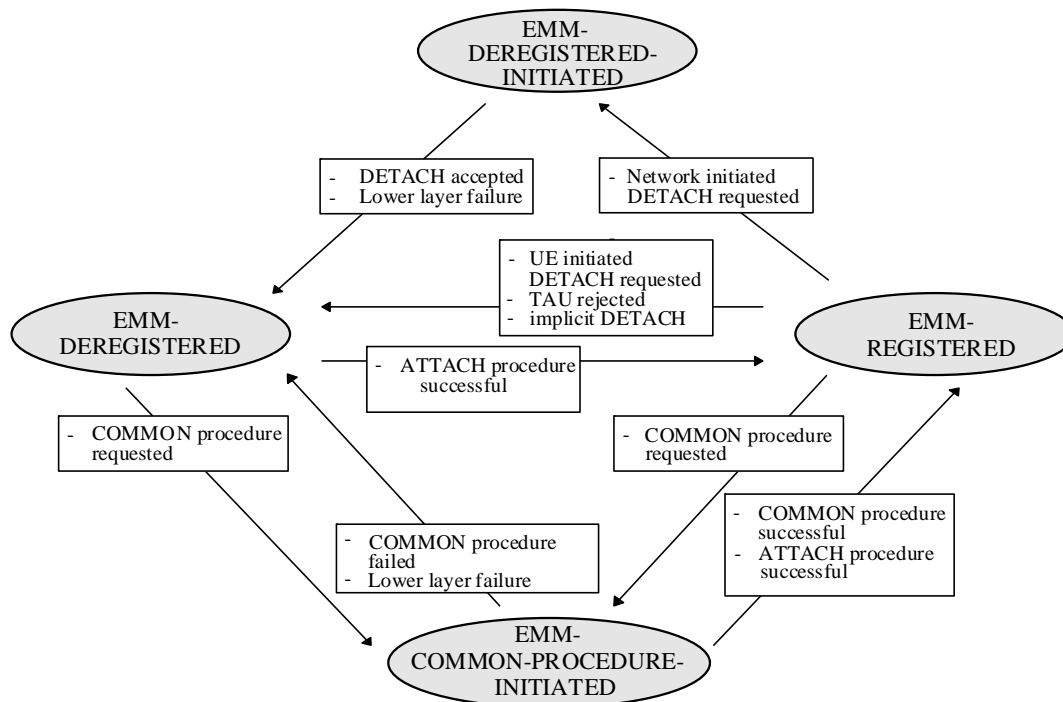 EMM-
DEREGISTERED-
INITIATED
- DETACH accepted
- Lower layer failure
- Network initiated
DETACH requested
- UE initiated
DETACH requested
- TAU rejected
- implicit DETACH
EMM-
DEREGISTERED
EMM-
REGISTERED
- ATTACH procedure
successful
- COMMON procedure
requested
- COMMON procedure
requested
- COMMON procedure
failed
- Lower layer failure
- COMMON procedure
successful
- ATTACH procedure
successful
EMM-
COMMON-PROCEDURE-
INITIATED